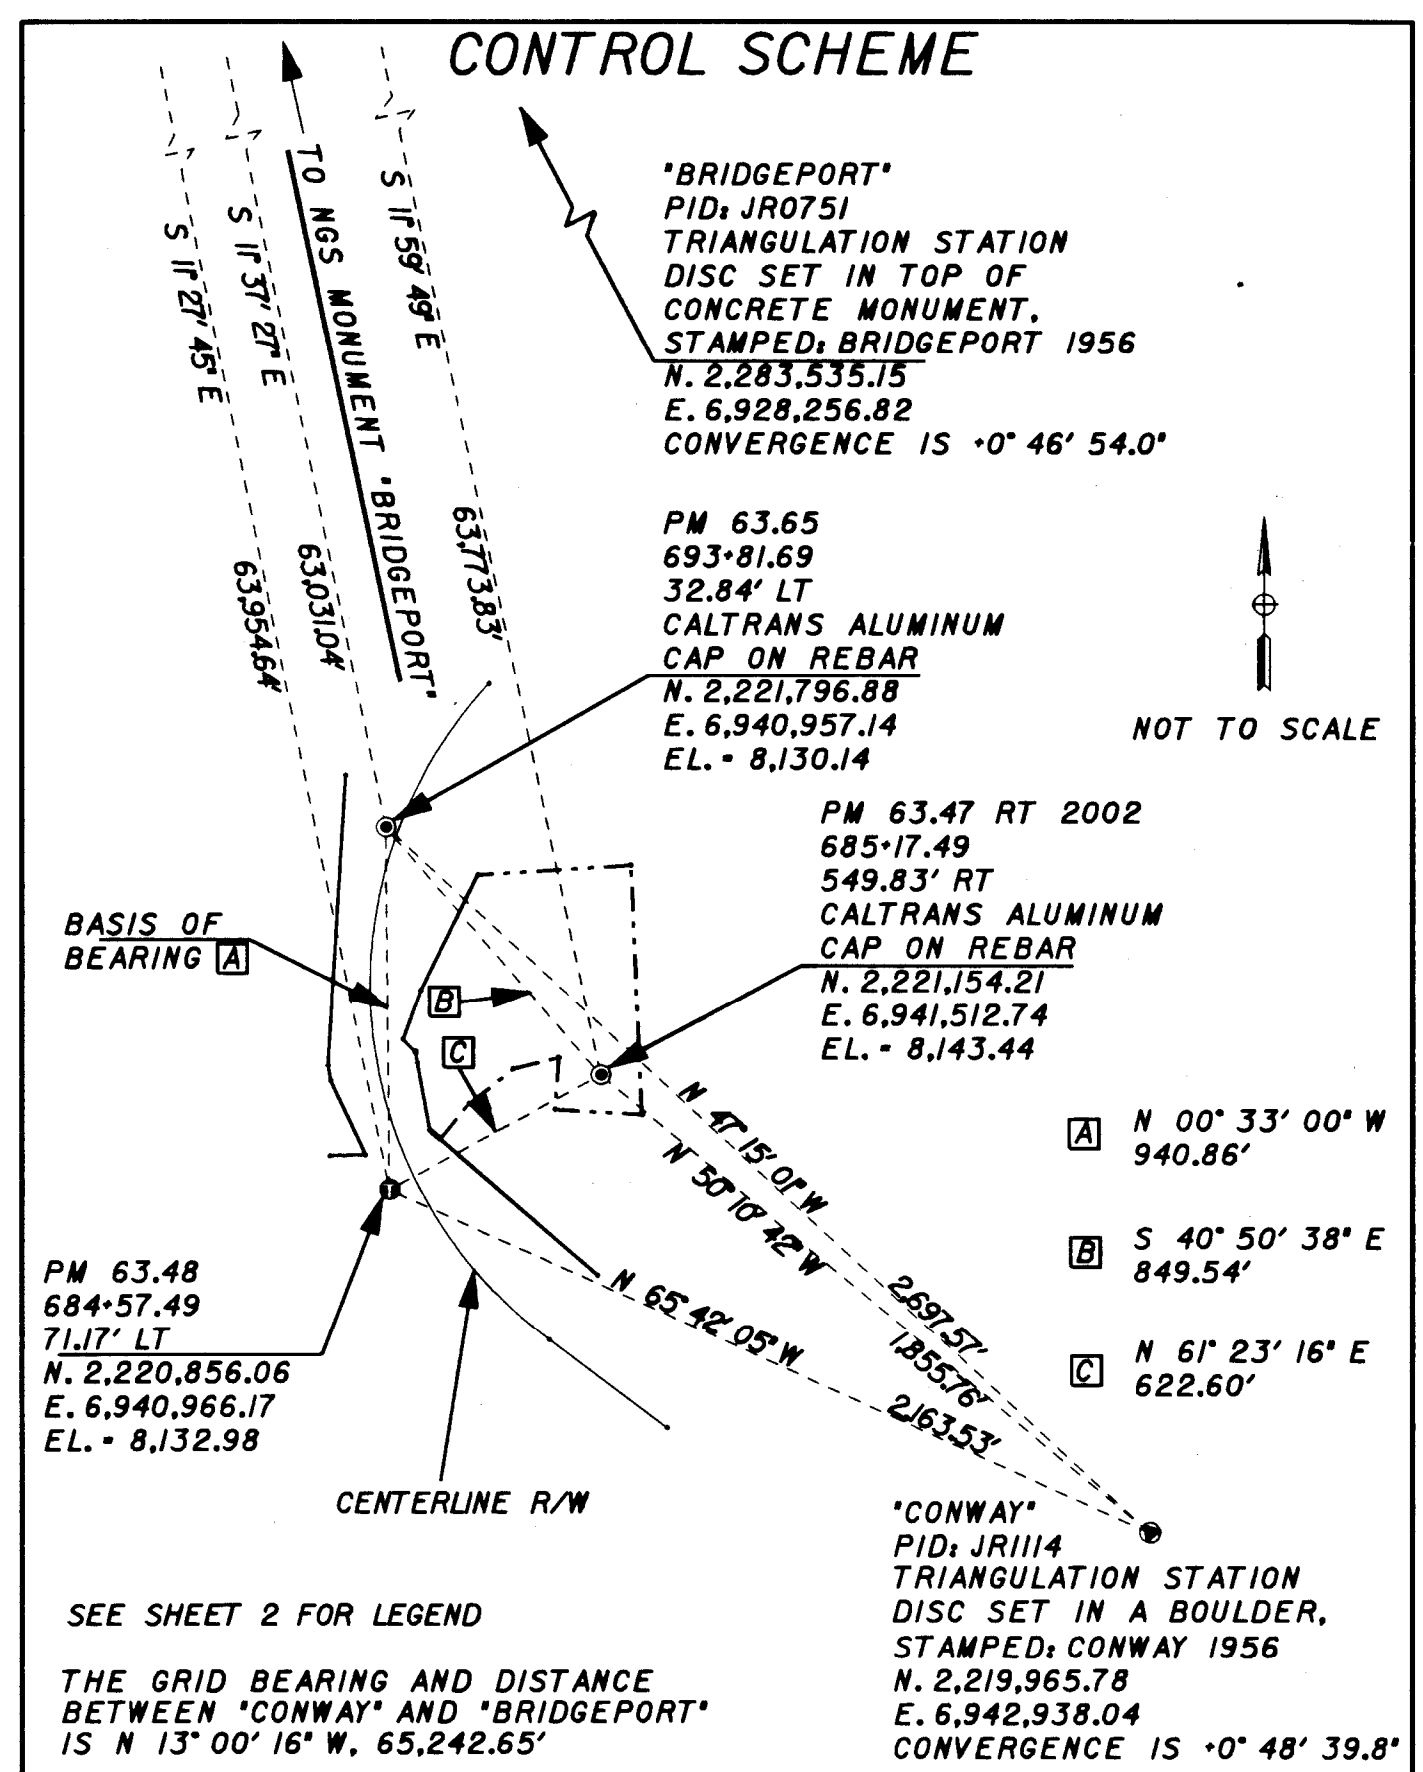 CONTROL SCHEME
"BRIDGEPORT"
PID: JR0751
TRIANGULATION STATION
DISC SET IN TOP OF
CONCRETE MONUMENT,
STAMPED: BRIDGEPORT 1956
N. 2,283,535.15
E. 6,928,256.82
CONVERGENCE IS +0° 46' 54.0"
S 11° 27' 45" E
S 11° 37' 27" E
TO NGS MONUMENT "BRIDGEPORT"
S 11° 59' 49" E
63,954.64'
63,031.04'
63,773.83'
PM 63.65
693+81.69
32.84' LT
CALTRANS ALUMINUM
CAP ON REBAR
N. 2,221,796.88
E. 6,940,957.14
EL. = 8,130.14
NOT TO SCALE
PM 63.47 RT 2002
685+17.49
549.83' RT
CALTRANS ALUMINUM
CAP ON REBAR
N. 2,221,154.21
E. 6,941,512.74
EL. = 8,143.44
BASIS OF
BEARING A
B
C
N 47° 15' 01" W
N 50° 10' 42" W
N 65° 42' 05" W
2,697.57'
1,855.76'
2,163.53'
A N 00° 33' 00" W
940.86'
B S 40° 50' 38" E
849.54'
C N 61° 23' 16" E
622.60'
T
PM 63.48
684+57.49
71.17' LT
N. 2,220,856.06
E. 6,940,966.17
EL. = 8,132.98
CENTERLINE R/W
"CONWAY"
PID: JR1114
TRIANGULATION STATION
DISC SET IN A BOULDER,
STAMPED: CONWAY 1956
N. 2,219,965.78
E. 6,942,938.04
CONVERGENCE IS +0° 48' 39.8"
SEE SHEET 2 FOR LEGEND
THE GRID BEARING AND DISTANCE
BETWEEN "CONWAY" AND "BRIDGEPORT"
IS N 13° 00' 16" W, 65,242.65'